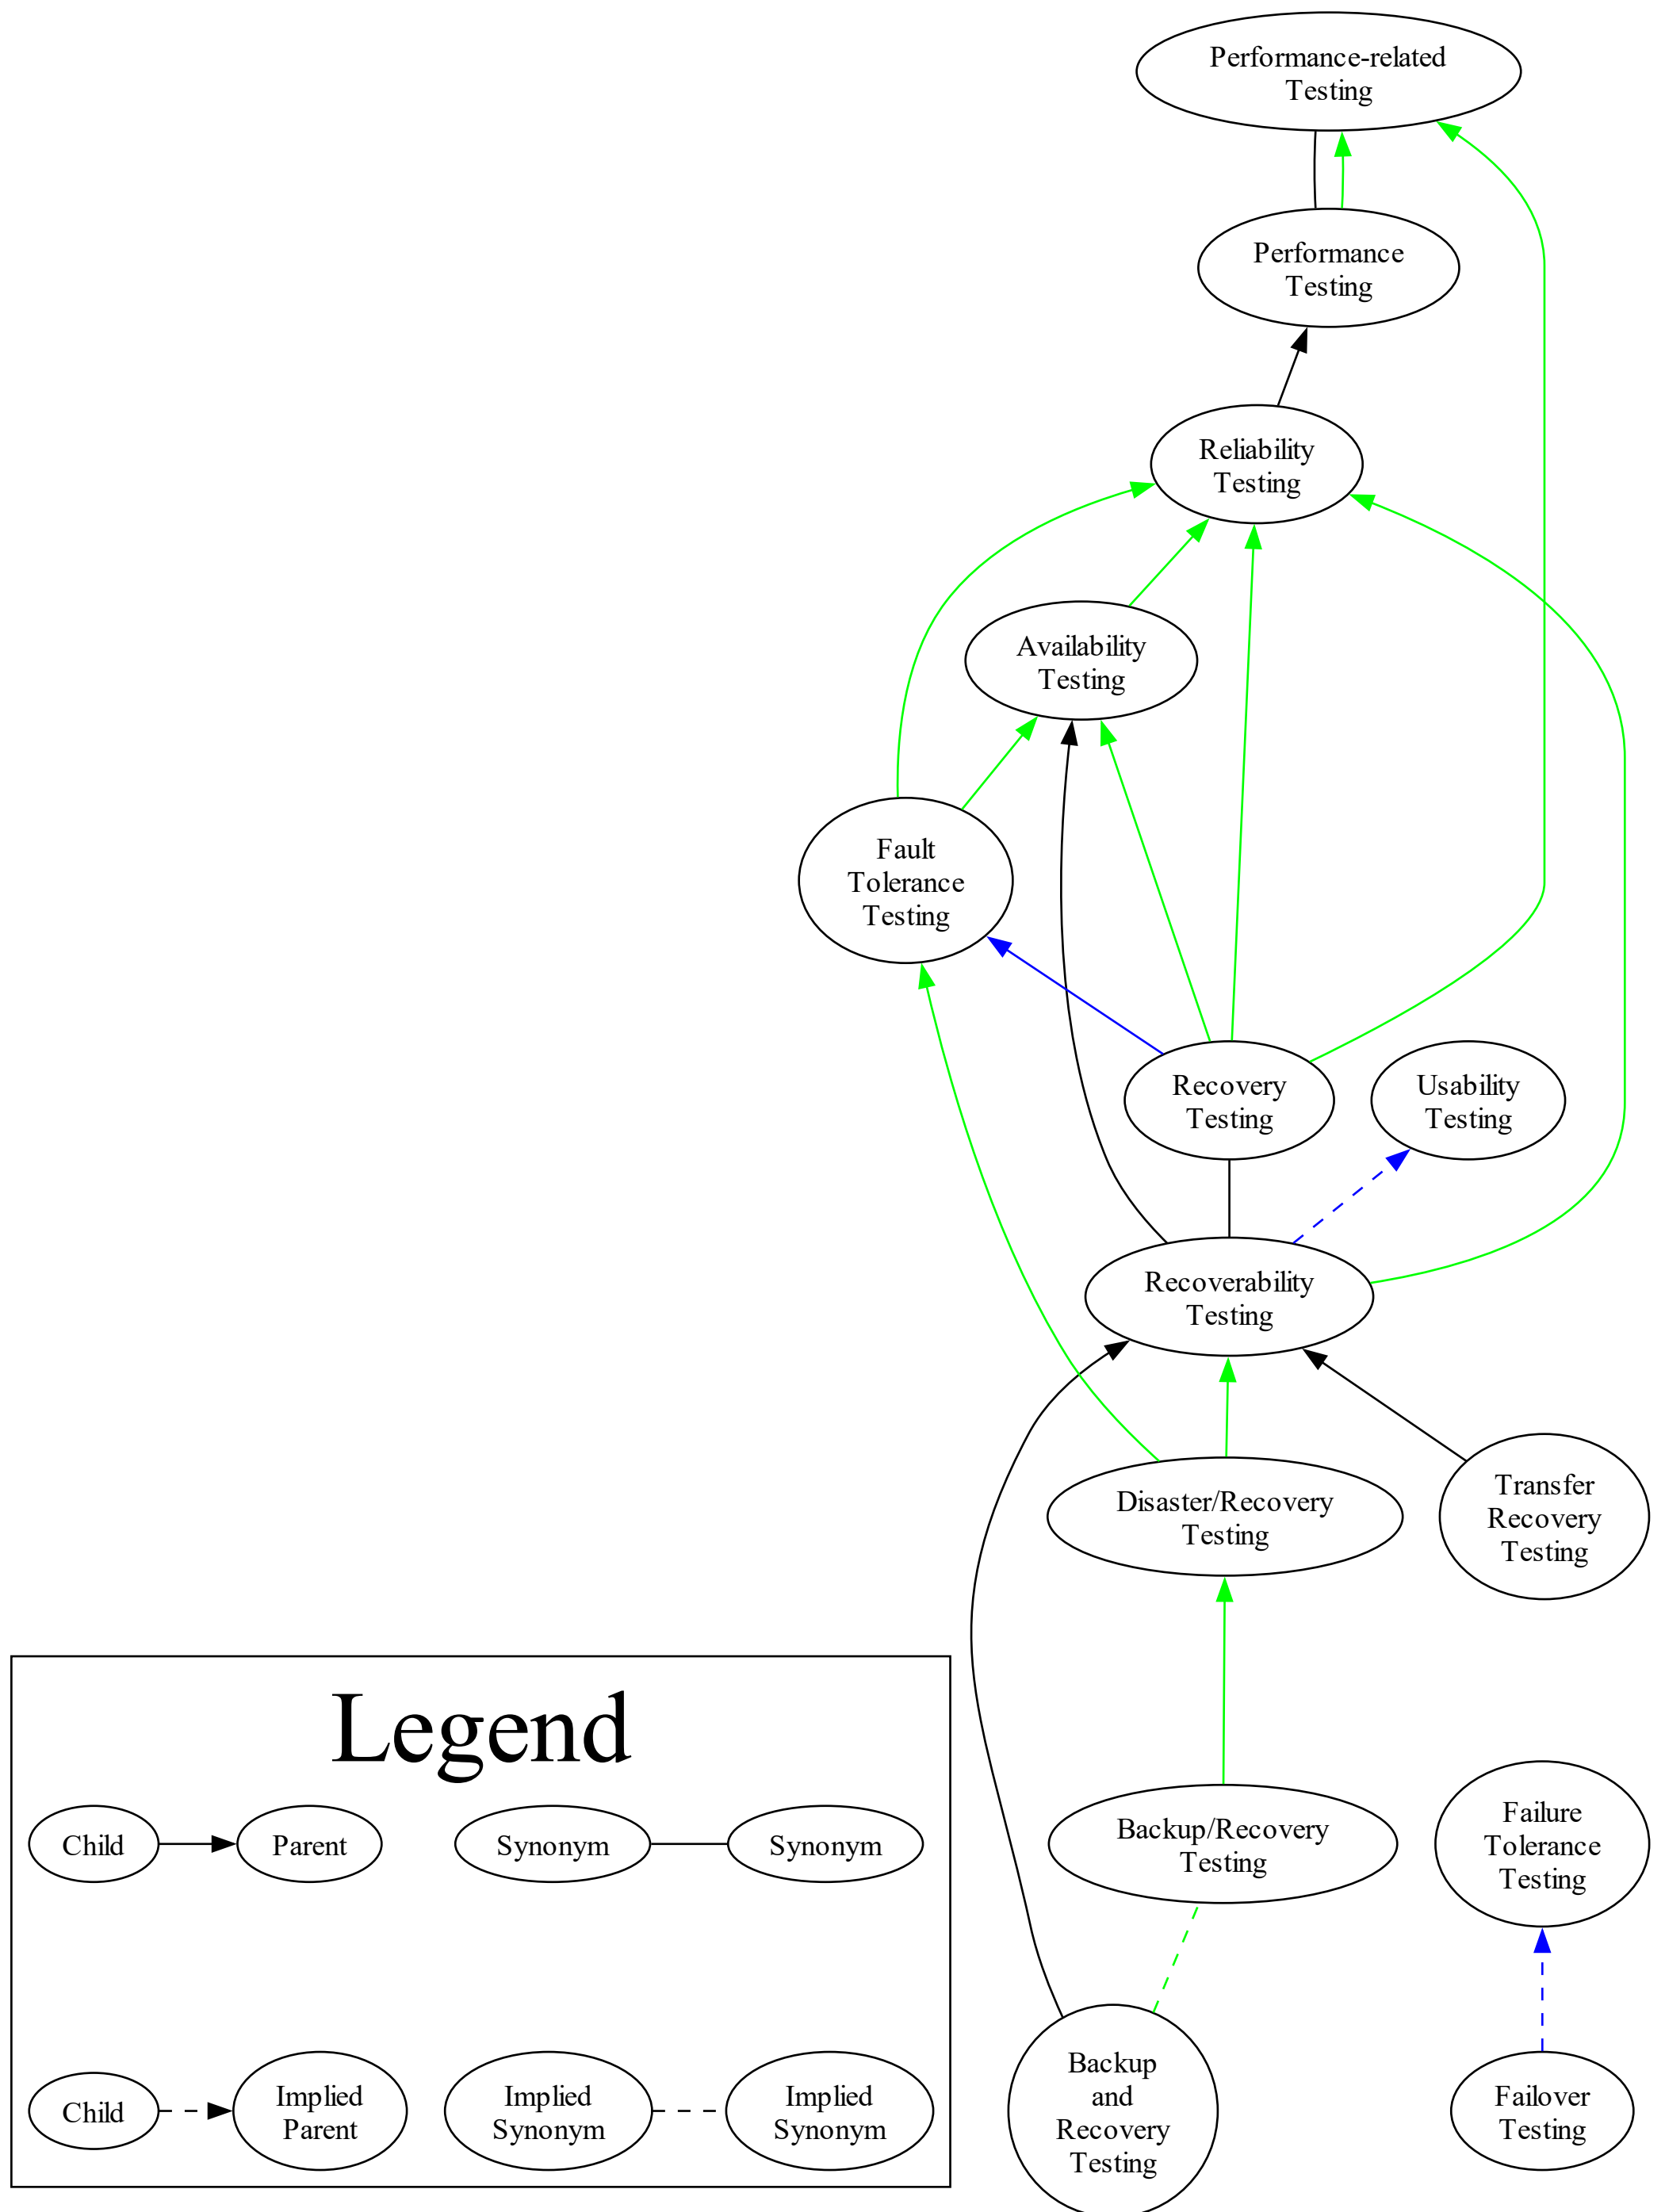 Performance-related
Testing
Performance
Testing
Reliability
Testing
Availability
Testing
Fault
Tolerance
Testing
Recovery
Testing
Usability
Testing
Recoverability
Testing
Disaster/Recovery
Testing
Transfer
Recovery
Testing
Legend
Child
Parent
Synonym
Synonym
Backup/Recovery
Testing
Failure
Tolerance
Testing
Child
Implied
Parent
Implied
Synonym
Implied
Synonym
Backup
and
Recovery
Testing
Failover
Testing